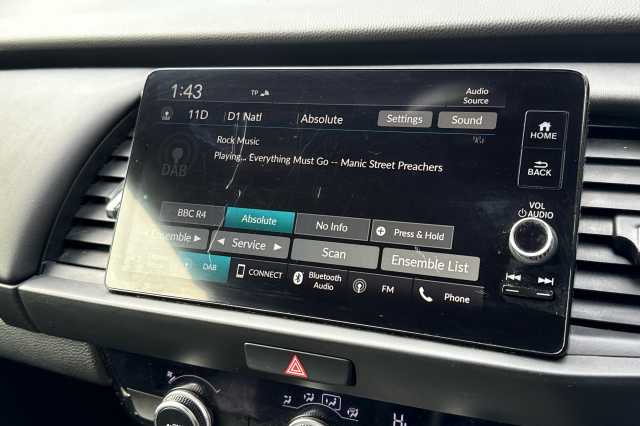 1:43 TP Audio Source
11D D1 Natl Absolute Settings Sound
Rock Music
Playing... Everything Must Go -- Manic Street Preachers
DAB
HOME
BACK
VOL
AUDIO
BBC R4 Absolute No Info Press & Hold
Ensemble Service Scan Ensemble List
DAB CONNECT Bluetooth Audio FM Phone